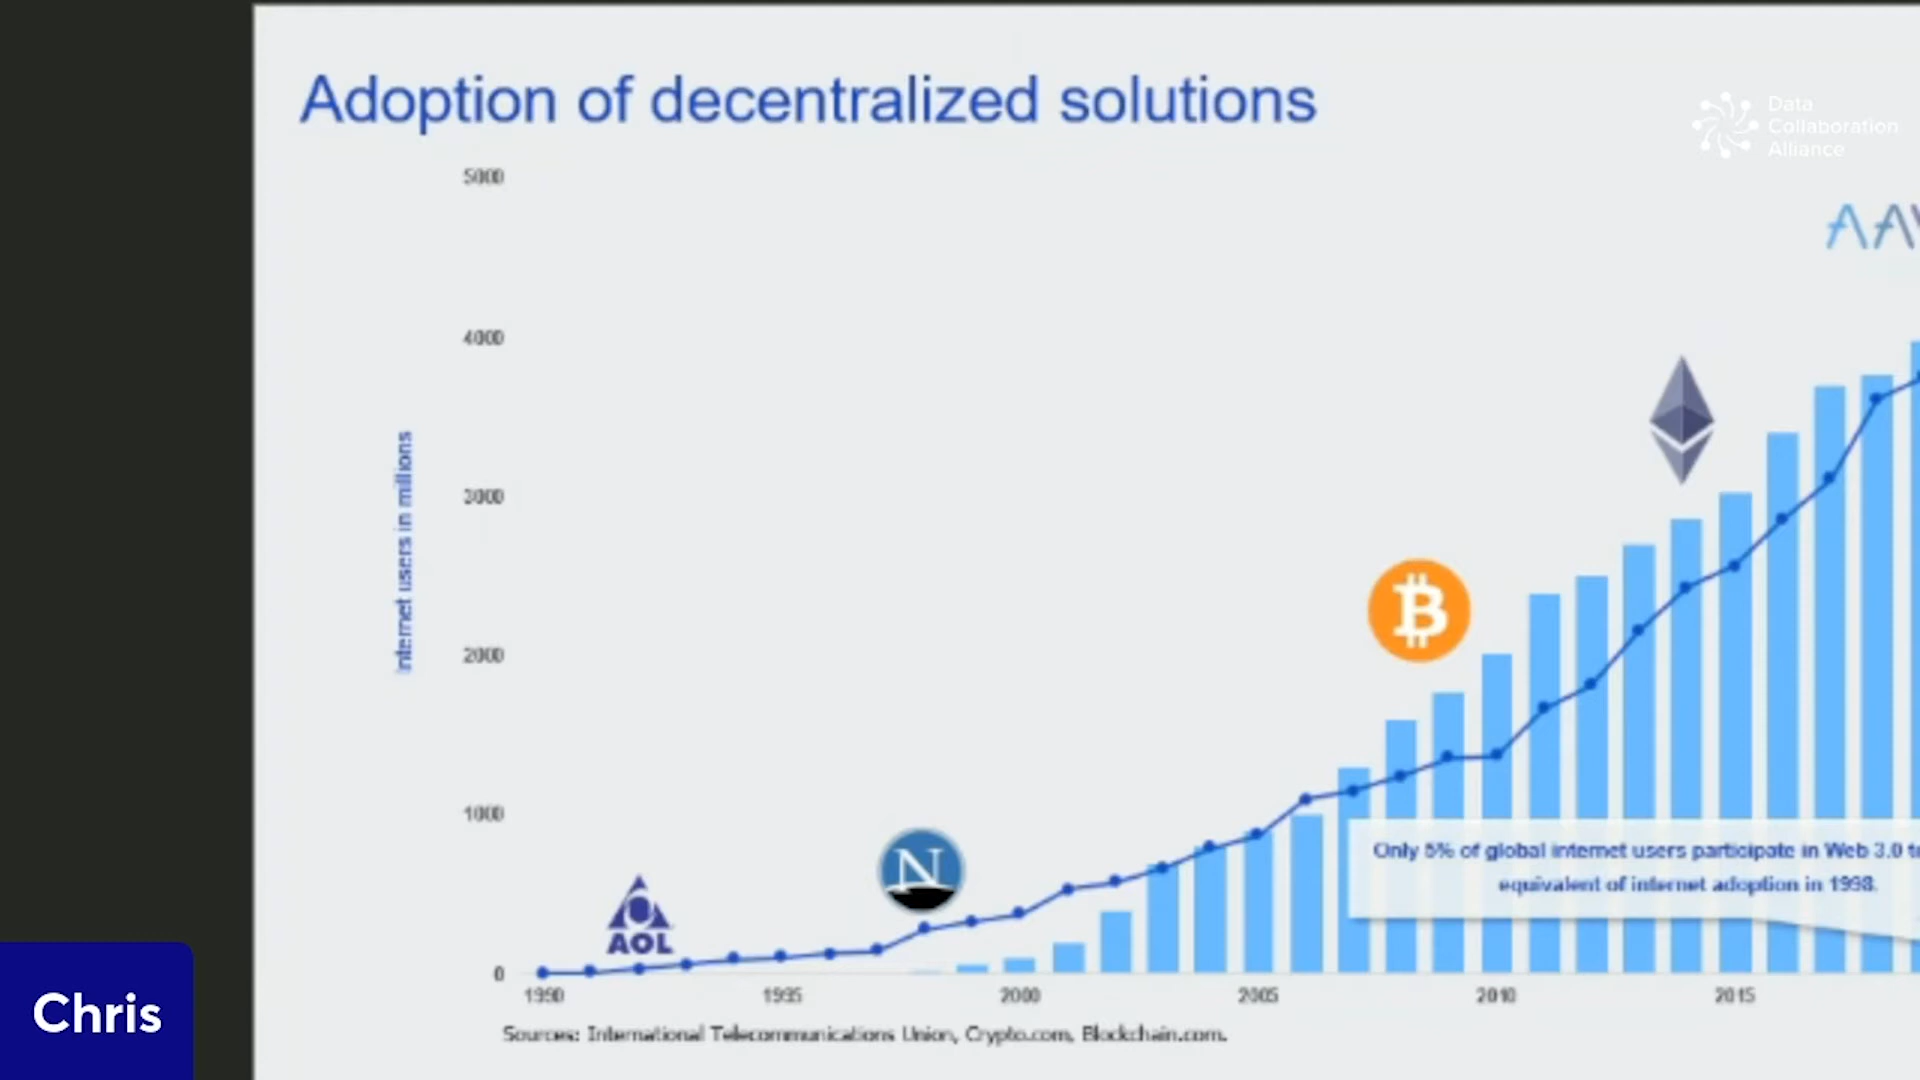 Adoption of decentralized solutions
Data
Collaboration
Alliance
5000
4000
3000
2000
1000
0
Internet users in millions
AOL
N
Only 5% of global internet users participate in Web 3.0
equivalent of internet adoption in 1998.
1990
1995
2000
2005
2010
2015
Sources: International Telecommunications Union, Crypto.com, Blockchain.com.
Chris